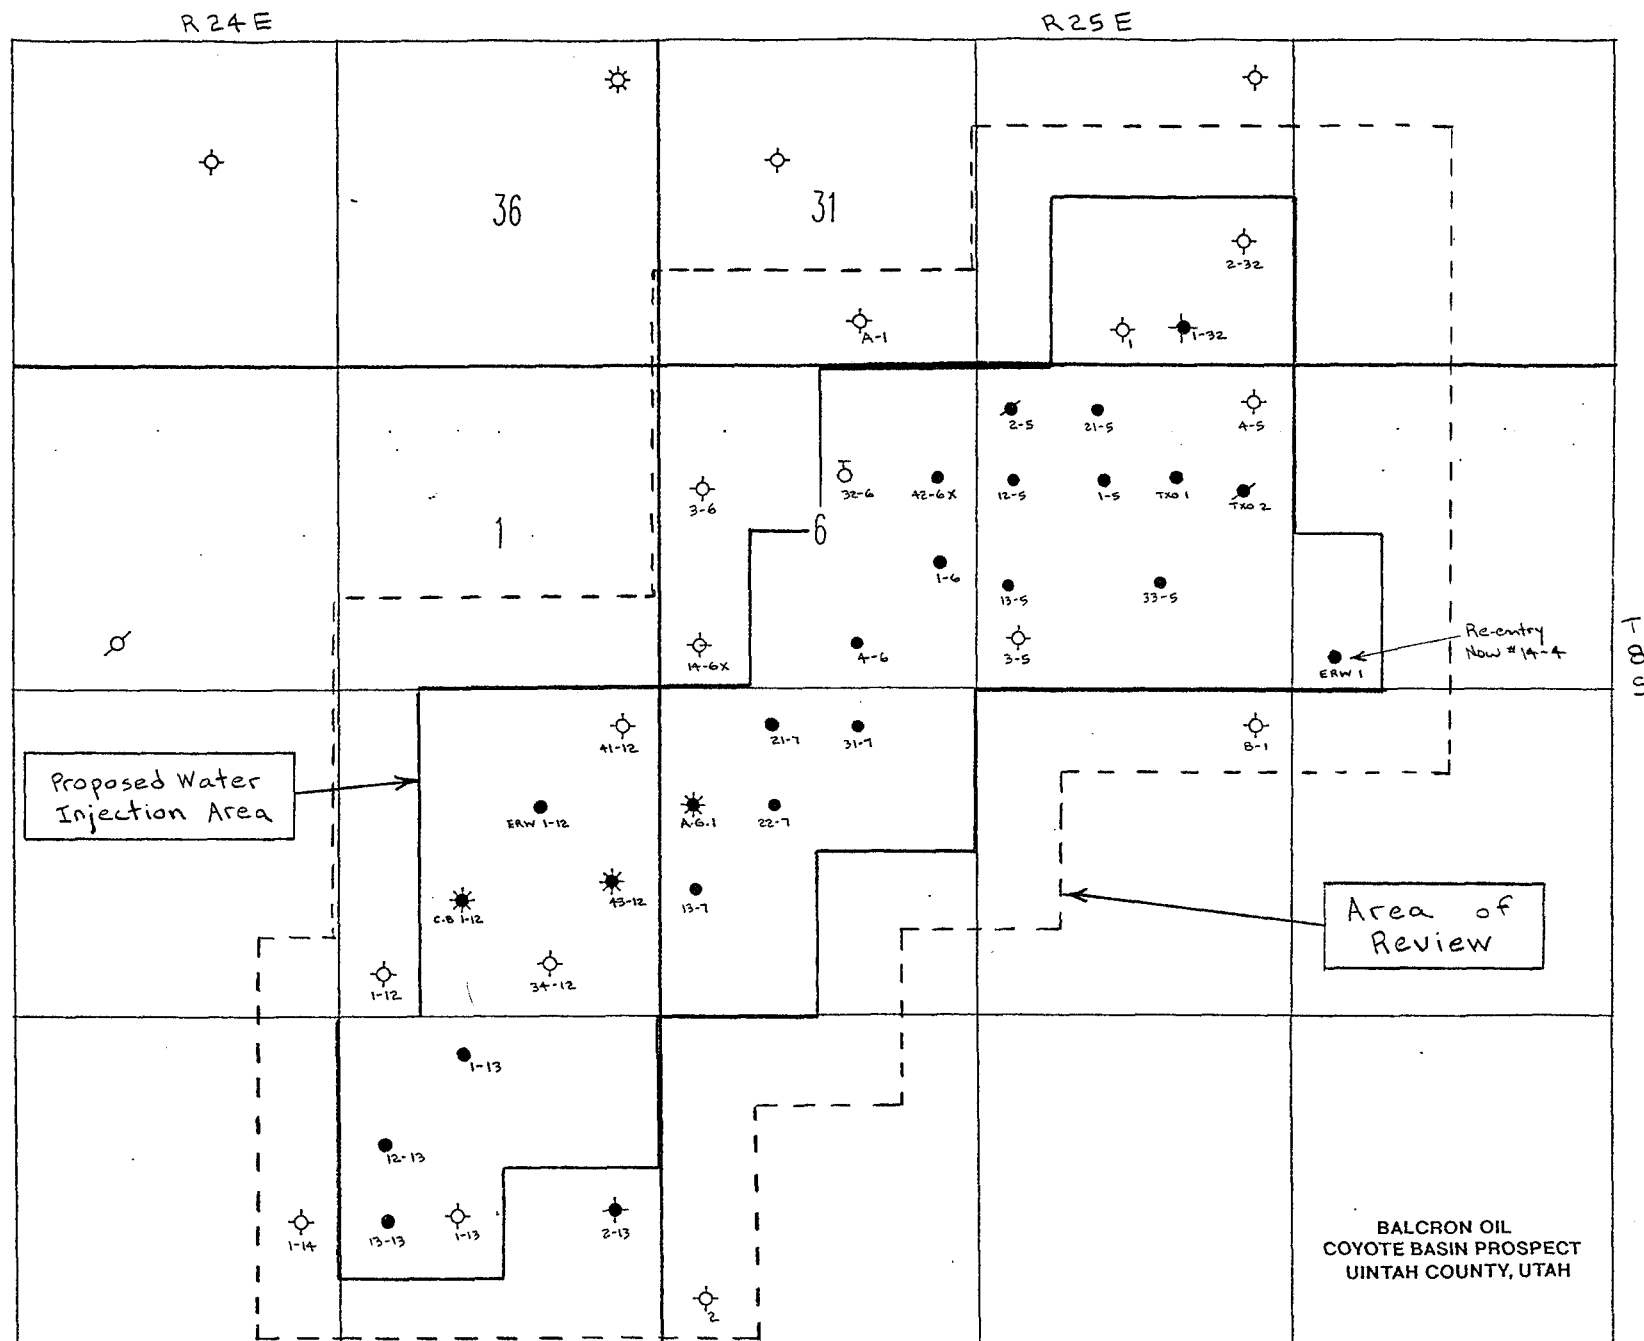 R24E
R25E
36
31
2-32
1
1-32
A-1
2-5
21-5
4-5
3-6
32-6
42-6X
12-5
1-5
TXO 1
TXO 2
1
6
1-6
13-5
33-5
14-6X
4-6
3-5
ERW 1
Re-entry
Now #14-4
T
8
S
41-12
21-7
31-7
B-1
Proposed Water
Injection Area
ERW 1-12
A.G.1
22-7
C.B 1-12
43-12
13-7
Area of
Review
1-12
34-12
1-13
12-13
1-14
13-13
1-13
2-13
2
BALCRON OIL
COYOTE BASIN PROSPECT
UINTAH COUNTY, UTAH